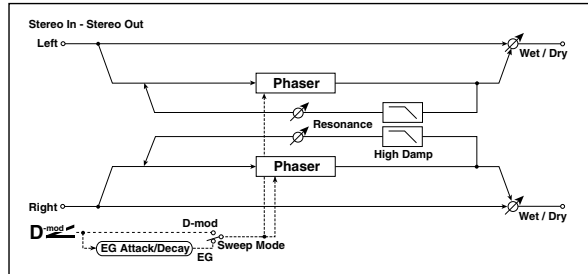 Stereo In - Stereo Out
Left
Wet / Dry
Phaser
Resonance
High Damp
Phaser
Right
Wet / Dry
D-mod
D-mod
EG Attack/Decay
EG
Sweep Mode